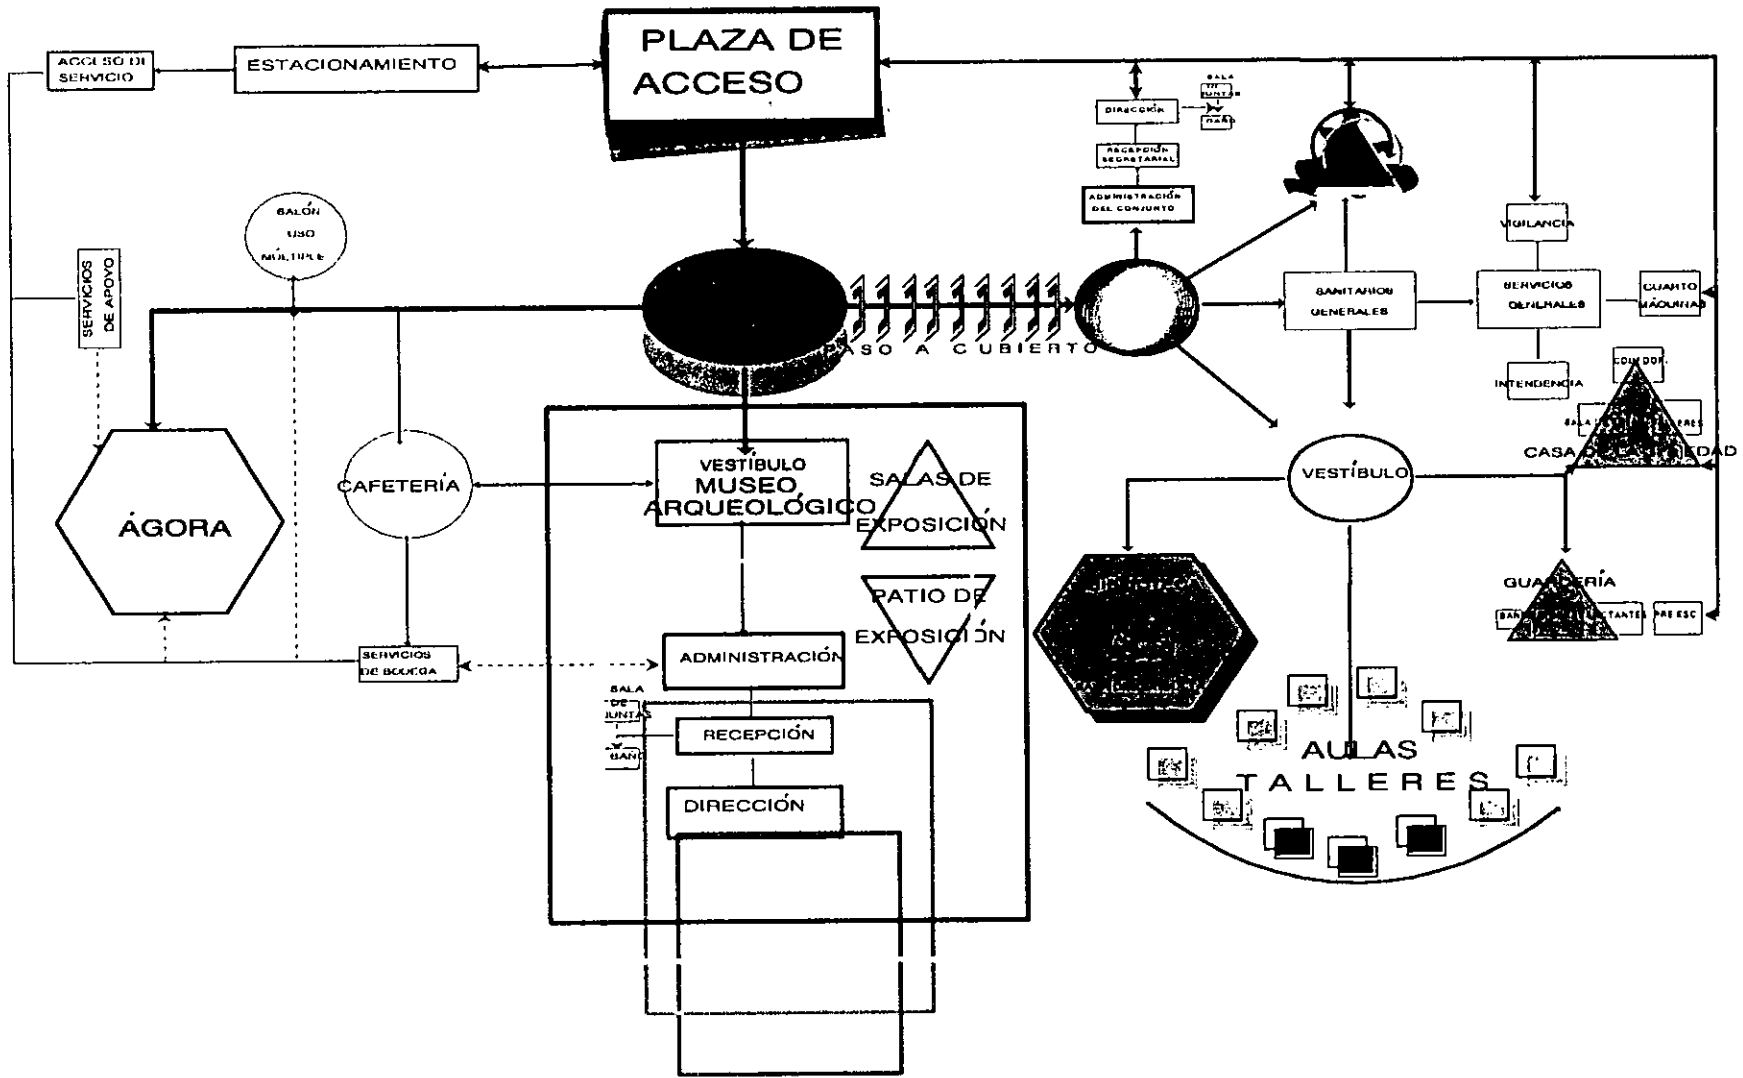 PLAZA DE
ACCESO
ESTACIONAMIENTO
ACCESO DE
SERVICIO
SALA
DE
JUNTAS
BAÑO
DIRECCIÓN
RECEPCIÓN
SECRETARIAL
ADMINISTRACIÓN
DEL CONJUNTO
SALÓN
USO
MÚLTIPLE
SERVICIOS
DE APOYO
VIGILANCIA
SANITARIOS
GENERALES
SERVICIOS
GENERALES
CUARTO
MÁQUINAS
PASO A CUBIERTO
INTENDENCIA
CASA DE LA
VESTÍBULO
VESTÍBULO
MUSEO
ARQUEOLÓGICO
SALAS DE
EXPOSICIÓN
CAFETERÍA
ÁGORA
PATIO DE
EXPOSICIÓN
GUARDERÍA
PRE ESC.
SERVICIOS
DE BODEGA
ADMINISTRACIÓN
SALA
DE
JUNTAS
BAÑO
RECEPCIÓN
DIRECCIÓN
AULAS
TALLERES